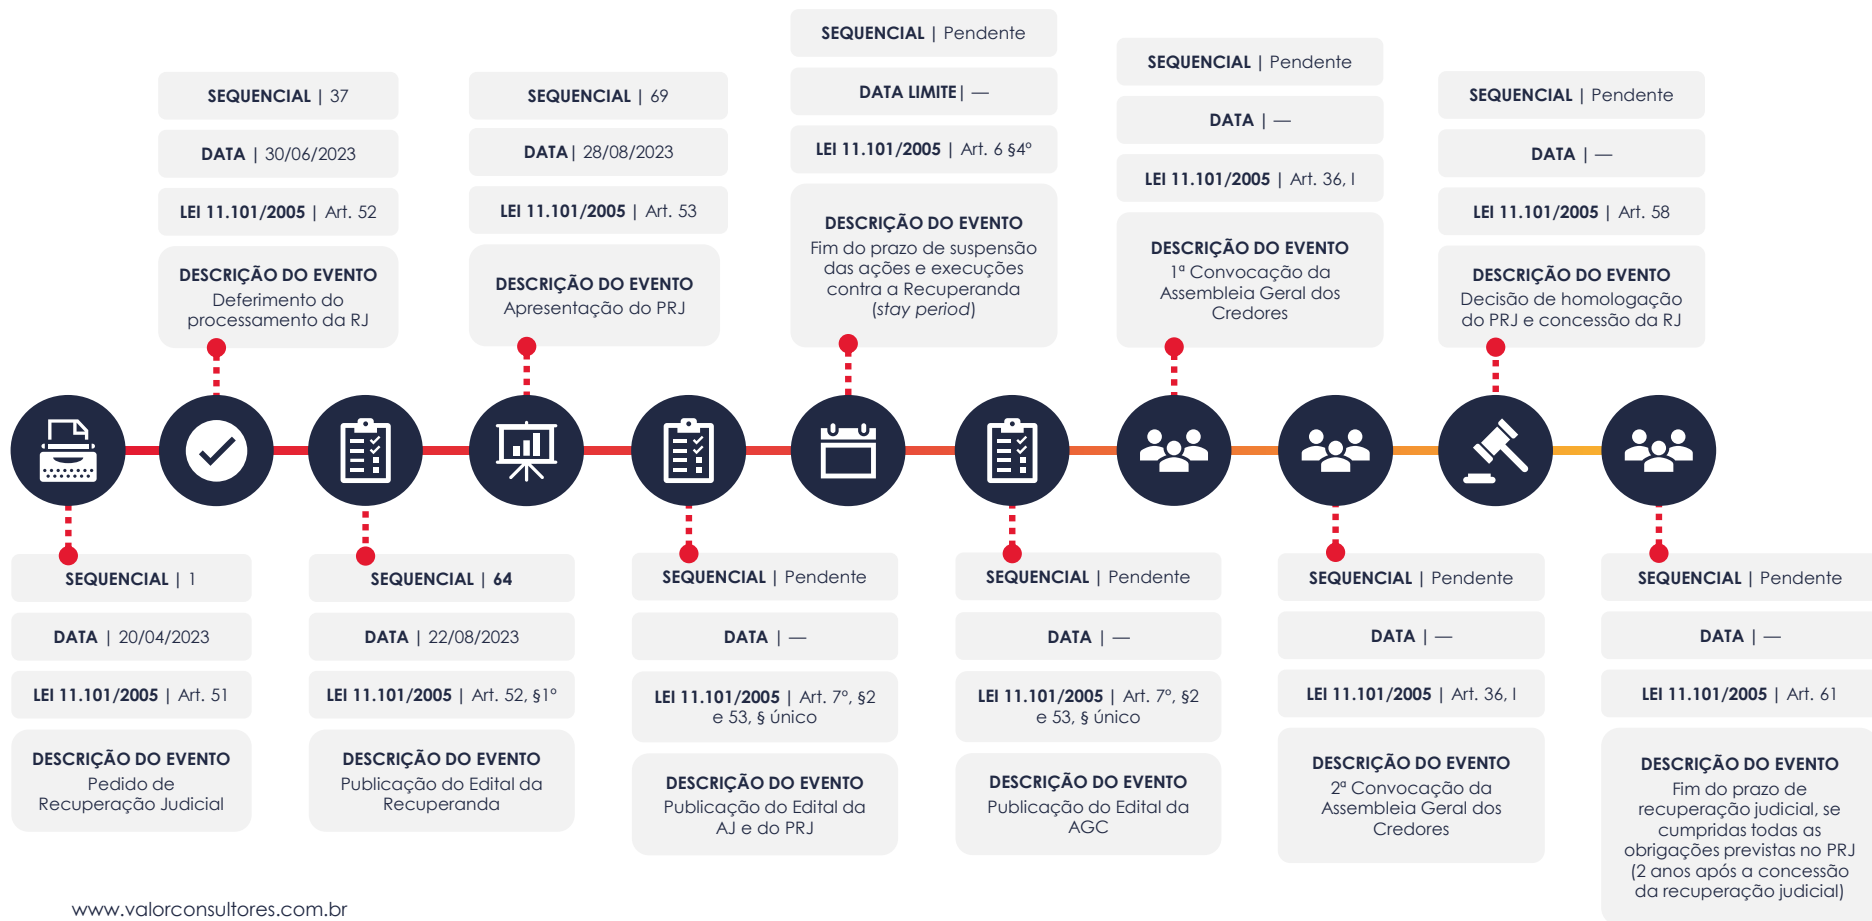 SEQUENCIAL | 37
DATA | 30/06/2023
LEI 11.101/2005 | Art. 52
DESCRIÇÃO DO EVENTO
Deferimento do
processamento da RJ
SEQUENCIAL | 69
DATA| 28/08/2023
LEI 11.101/2005 | Art. 53
DESCRIÇÃO DO EVENTO
Apresentação do PRJ
SEQUENCIAL | Pendente
DATA LIMITE| —
LEI 11.101/2005 | Art. 6 §4º
DESCRIÇÃO DO EVENTO
Fim do prazo de suspensão
das ações e execuções
contra a Recuperanda
(stay period)
SEQUENCIAL | Pendente
DATA | —
LEI 11.101/2005 | Art. 36, I
DESCRIÇÃO DO EVENTO
1ª Convocação da
Assembleia Geral dos
Credores
SEQUENCIAL | Pendente
DATA | —
LEI 11.101/2005 | Art. 58
DESCRIÇÃO DO EVENTO
Decisão de homologação
do PRJ e concessão da RJ
SEQUENCIAL | 1
DATA | 20/04/2023
LEI 11.101/2005 | Art. 51
DESCRIÇÃO DO EVENTO
Pedido de
Recuperação Judicial
SEQUENCIAL | 64
DATA | 22/08/2023
LEI 11.101/2005 | Art. 52, §1º
DESCRIÇÃO DO EVENTO
Publicação do Edital da
Recuperanda
SEQUENCIAL | Pendente
DATA | —
LEI 11.101/2005 | Art. 7º, §2
e 53, § único
DESCRIÇÃO DO EVENTO
Publicação do Edital da
AJ e do PRJ
SEQUENCIAL | Pendente
DATA | —
LEI 11.101/2005 | Art. 7º, §2
e 53, § único
DESCRIÇÃO DO EVENTO
Publicação do Edital da
AGC
SEQUENCIAL | Pendente
DATA | —
LEI 11.101/2005 | Art. 36, I
DESCRIÇÃO DO EVENTO
2ª Convocação da
Assembleia Geral dos
Credores
SEQUENCIAL | Pendente
DATA | —
LEI 11.101/2005 | Art. 61
DESCRIÇÃO DO EVENTO
Fim do prazo de
recuperação judicial, se
cumpridas todas as
obrigações previstas no PRJ
(2 anos após a concessão
da recuperação judicial)
www.valorconsultores.com.br